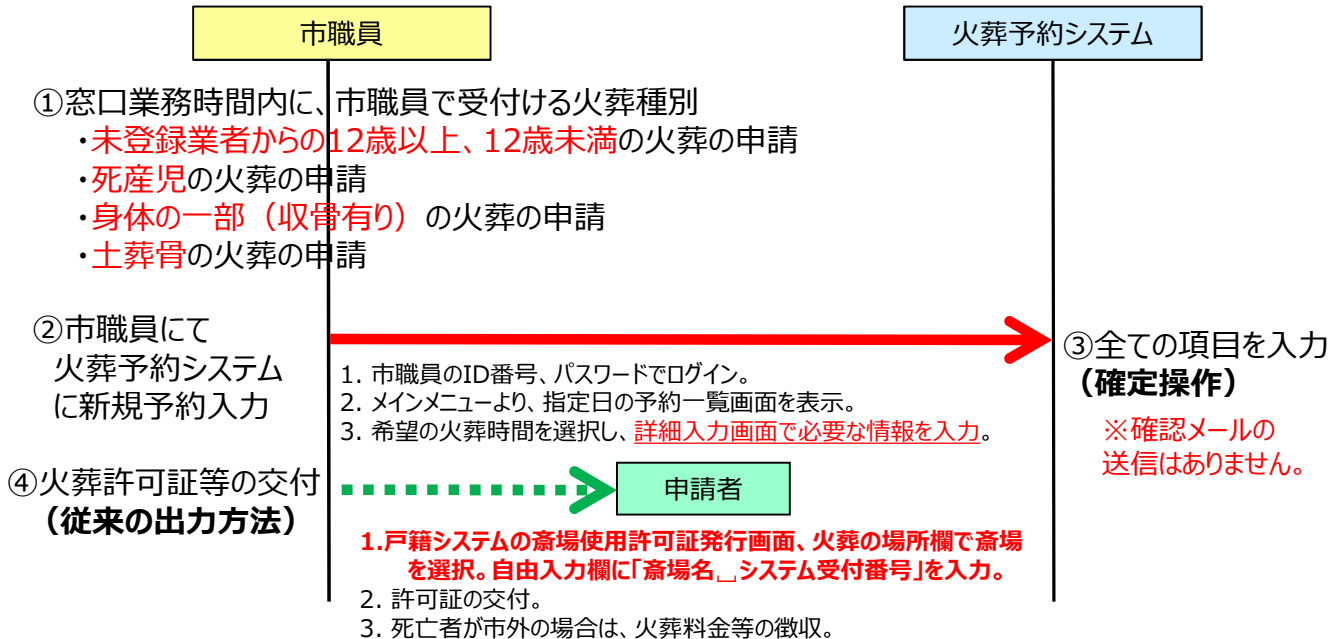 市職員
火葬予約システム
①窓口業務時間内に、市職員で受付ける火葬種別
・未登録業者からの12歳以上、12歳未満の火葬の申請
・死産児の火葬の申請
・身体の一部（収骨有り）の火葬の申請
・土葬骨の火葬の申請
②市職員にて
火葬予約システム
に新規予約入力
1. 市職員のID番号、パスワードでログイン。
2. メインメニューより、指定日の予約一覧画面を表示。
3. 希望の火葬時間を選択し、詳細入力画面で必要な情報を入力。
③全ての項目を入力
（確定操作）
※確認メールの
送信はありません。
④火葬許可証等の交付
（従来の出力方法）
申請者
1.戸籍システムの斎場使用許可証発行画面、火葬の場所欄で斎場
を選択。自由入力欄に「斎場名␣システム受付番号」を入力。
2. 許可証の交付。
3. 死亡者が市外の場合は、火葬料金等の徴収。